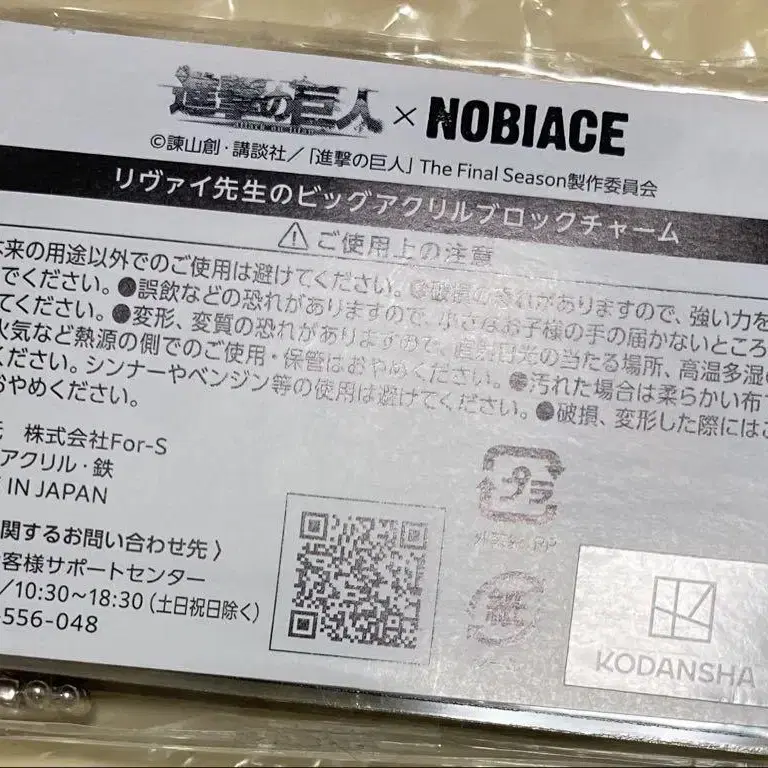 進撃の巨人 × NOBIACE
attack on titan
©諫山創・講談社／「進撃の巨人」The Final Season製作委員会
リヴァイ先生のビッグアクリルブロックチャーム
⚠ご使用上の注意
本来の用途以外でのご使用は避けてください。●破損の恐れがありますので、強い力を
でください。●誤飲などの恐れがありますので、小さなお子様の手の届かないところ
てください。●変形、変質の恐れがありますので、直射日光の当たる場所、高温多湿の
火気など熱源の側でのご使用・保管はおやめください。●汚れた場合は柔らかい布
ください。シンナーやベンジン等の使用は避けてください。●破損、変形した際にはご
おやめください。
元 株式会社For-S
アクリル・鉄
IN JAPAN
関するお問い合わせ先〉
客様サポートセンター
/10:30~18:30（土日祝日除く）
-556-048
プラ
PP
紙
KODANSHA